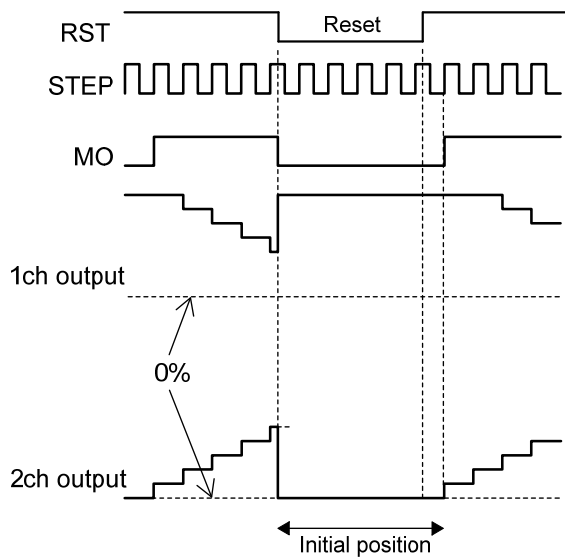 RST
Reset
STEP
MO
1ch output
0%
2ch output
Initial position